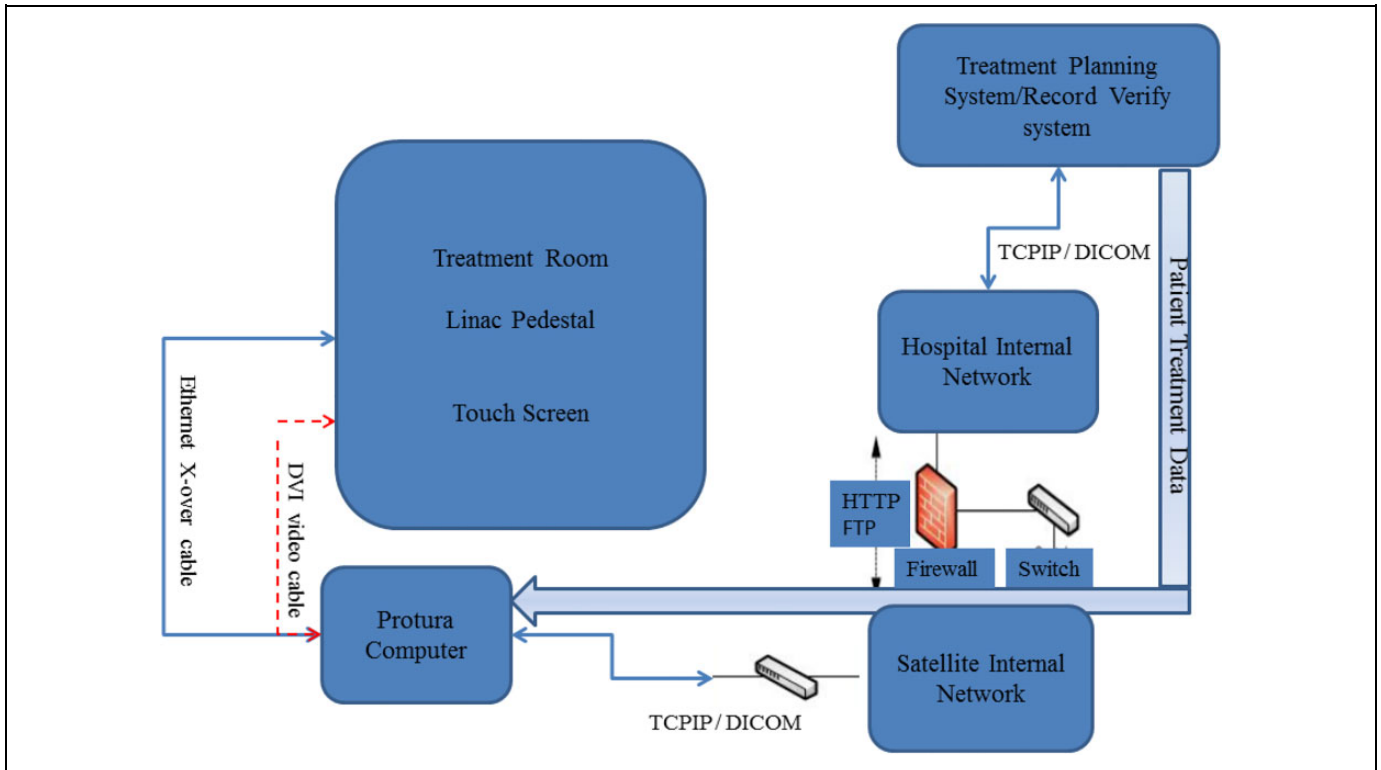 Treatment Planning
System/Record Verify
system
Treatment Room
Linac Pedestal
Touch Screen
TCPIP / DICOM
Patient Treatment Data
Hospital Internal
Network
Ethernet X-over cable
DVI video cable
HTTP
FTP
Firewall
Switch
Protura
Computer
Satellite Internal
Network
TCPIP / DICOM